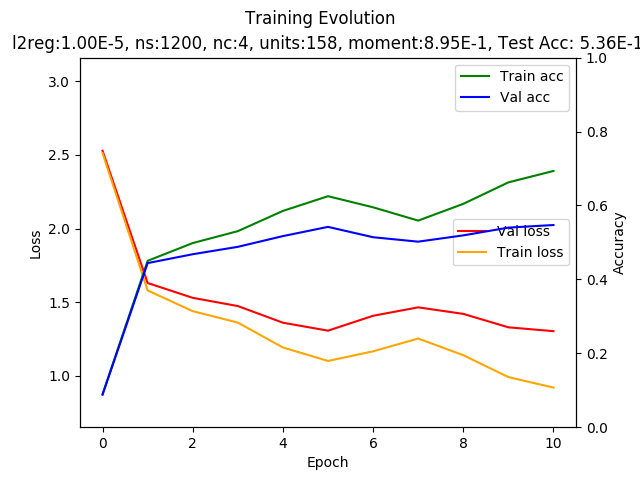 Training Evolution
l2reg:1.00E-5, ns:1200, nc:4, units:158, moment:8.95E-1, Test Acc: 5.36E-1
Train acc
Val acc
Val loss
Train loss
Loss
3.0
2.5
2.0
1.5
1.0
Accuracy
1.0
0.8
0.6
0.4
0.2
0.0
0 2 4 6 8 10
Epoch